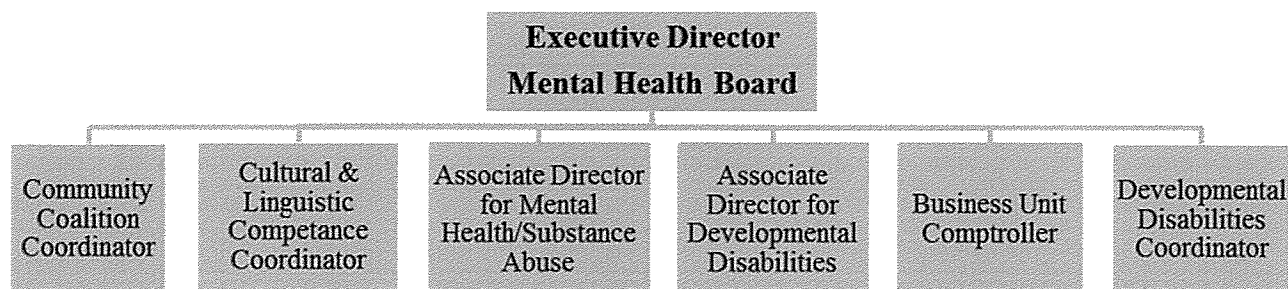 Executive Director
Mental Health Board
Community
Coalition
Coordinator
Cultural &
Linguistic
Competance
Coordinator
Associate Director
for Mental
Health/Substance
Abuse
Associate
Director for
Developmental
Disabilities
Business Unit
Comptroller
Developmental
Disabilities
Coordinator